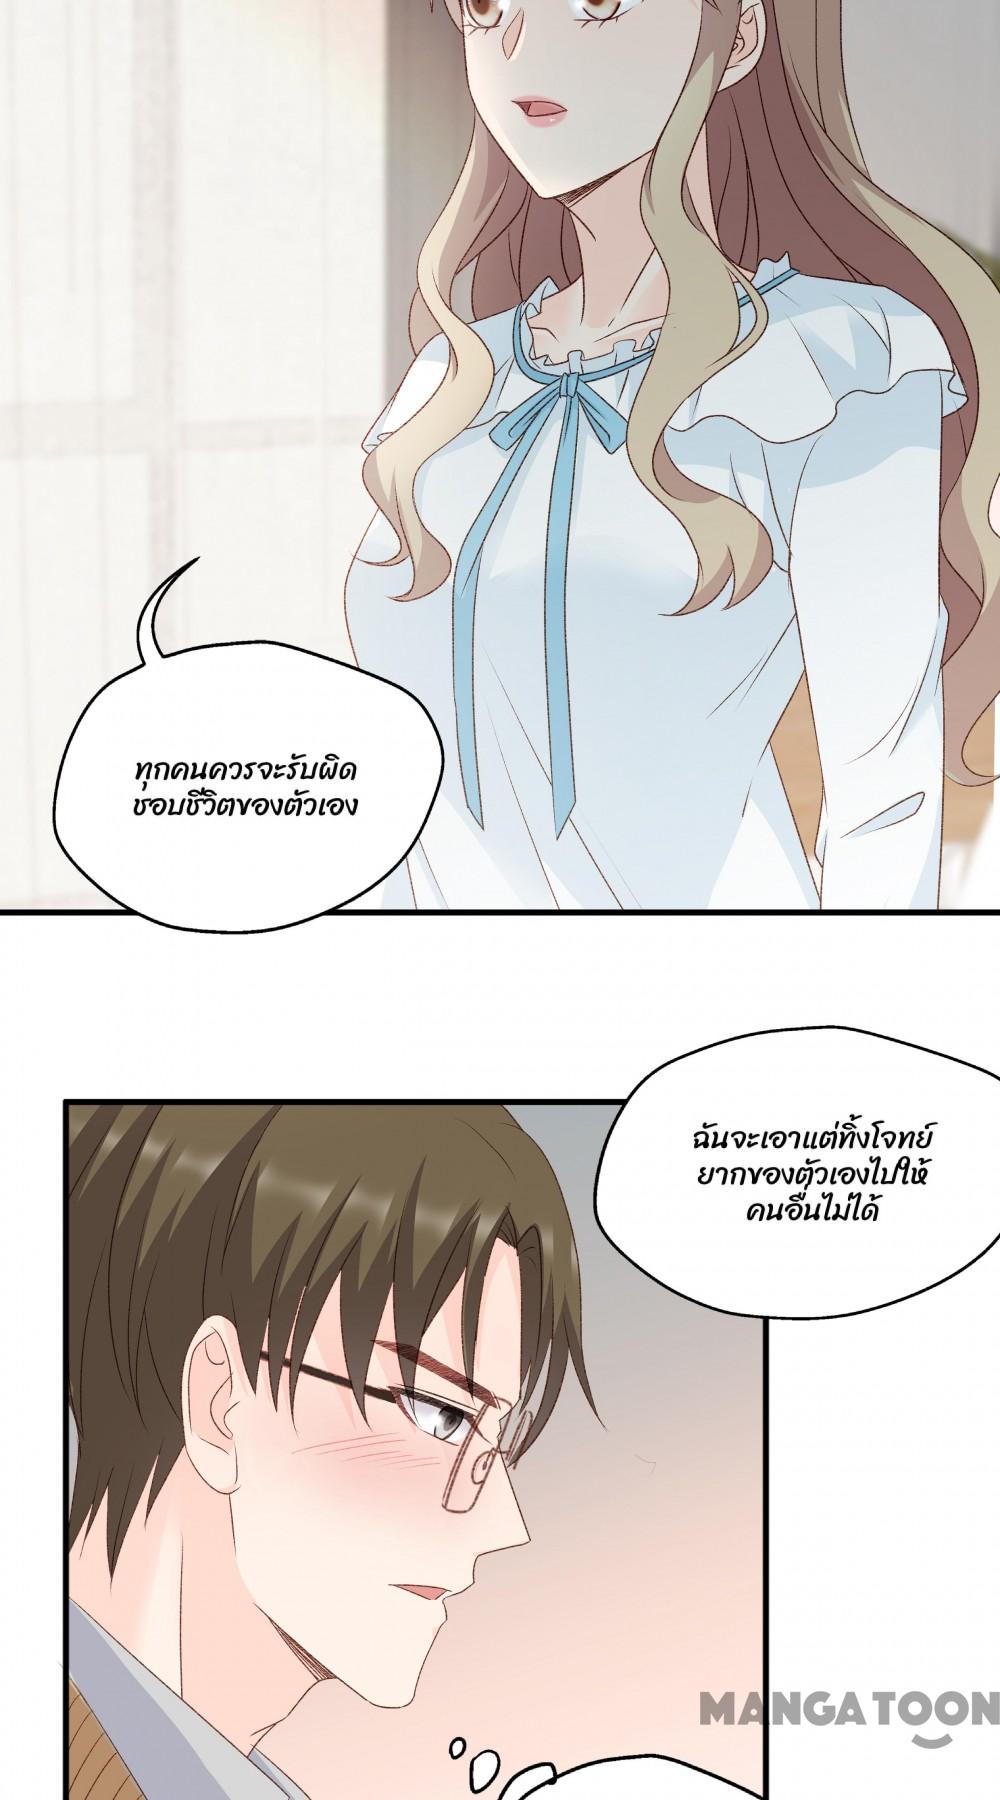 ทุกคนควรจะรับผิด
ชอบชีวิตของตัวเอง
ฉันจะเอาแต่ทิ้งโจทย์
ยากของตัวเองไปให้
คนอื่นไม่ได้
MANGATOON